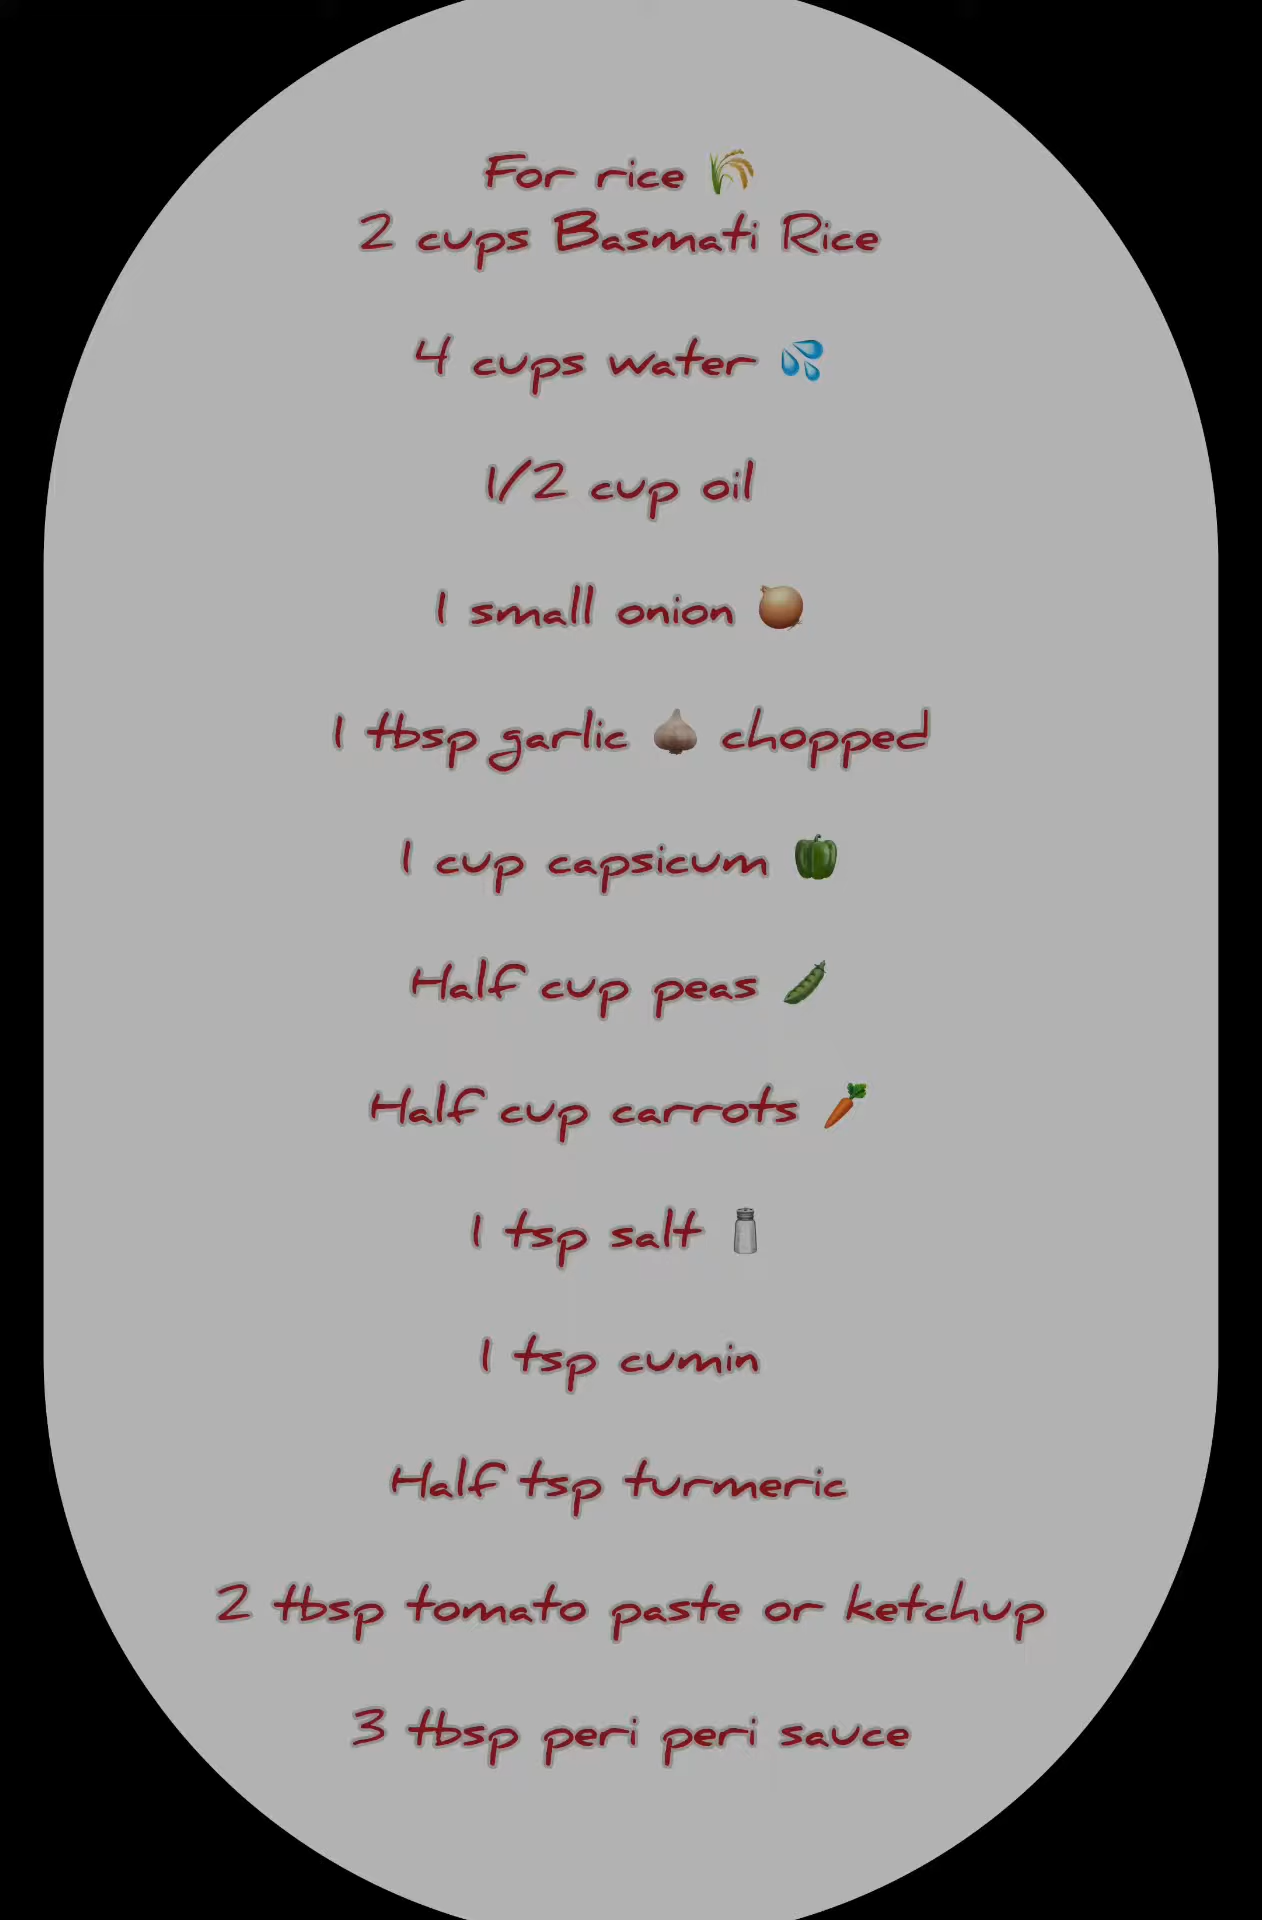 For rice 🌾
2 cups Basmati Rice
4 cups water 💦
1/2 cup oil
1 small onion 🧅
1 tbsp garlic 🧄 chopped
1 cup capsicum 🫑
Half cup peas 🫛
Half cup carrots 🥕
1 tsp salt 🧂
1 tsp cumin
Half tsp turmeric
2 tbsp tomato paste or ketchup
3 tbsp peri peri sauce